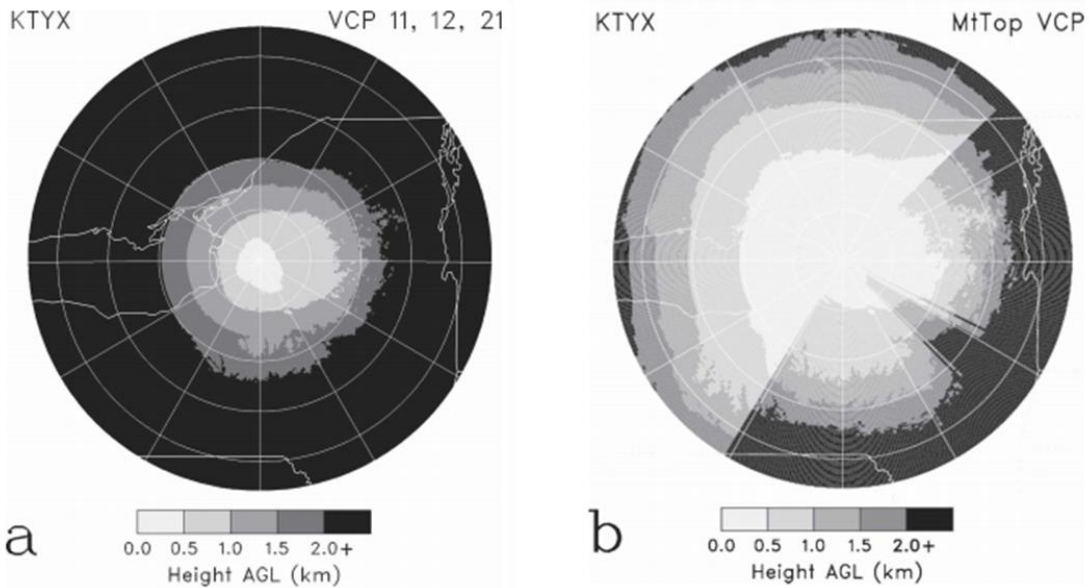 KTYX VCP 11, 12, 21
0.0 0.5 1.0 1.5 2.0+
Height AGL (km)
a
KTYX MtTop VCP
0.0 0.5 1.0 1.5 2.0+
Height AGL (km)
b